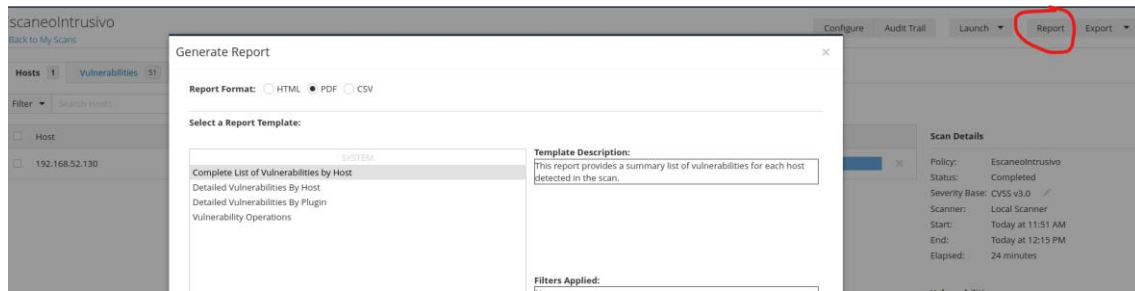 scaneoIntrusivo
Back to My Scans
Configure
Audit Trail
Launch
Report
Export
Hosts 1
Vulnerabilities 51
Filter
Search Hosts
Host
192.168.52.130
Generate Report
Report Format: HTML PDF CSV
Select a Report Template:
SYSTEM
Complete List of Vulnerabilities by Host
Detailed Vulnerabilities By Host
Detailed Vulnerabilities By Plugin
Vulnerability Operations
Template Description:
This report provides a summary list of vulnerabilities for each host
detected in the scan.
Filters Applied:
Scan Details
Policy: EscaneoIntrusivo
Status: Completed
Severity Base: CVSS v3.0
Scanner: Local Scanner
Start: Today at 11:51 AM
End: Today at 12:15 PM
Elapsed: 24 minutes